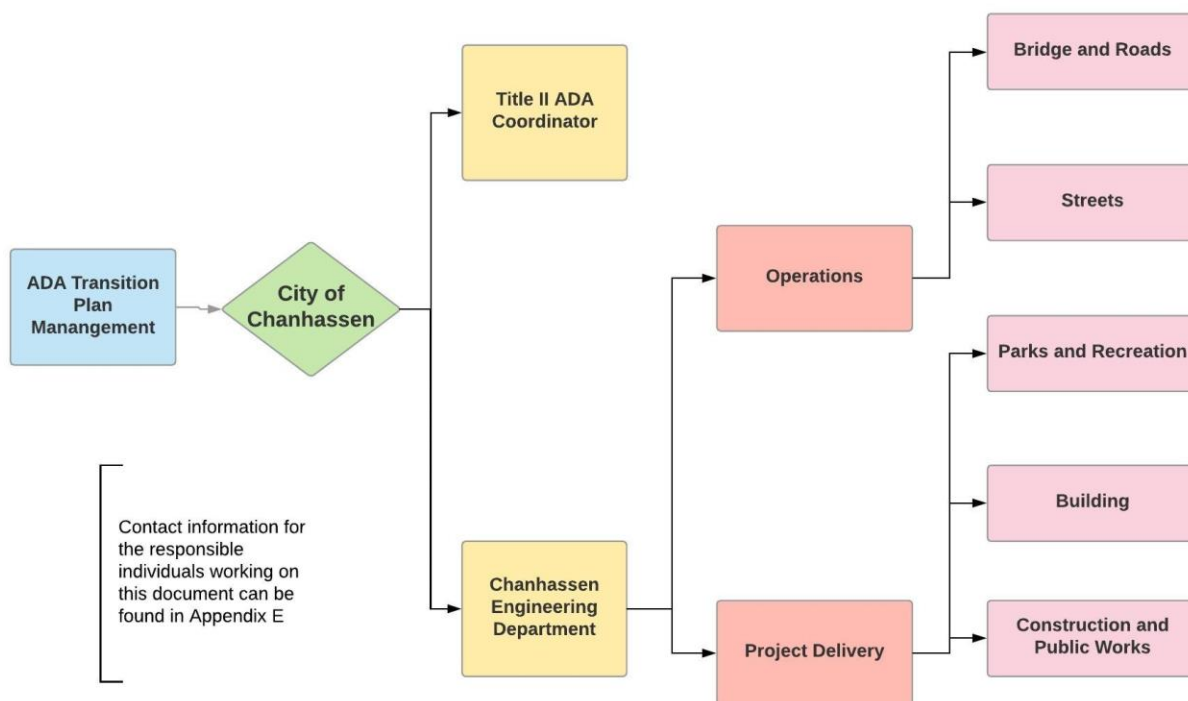 ADA Transition
Plan
Manangement
City of
Chanhassen
Title II ADA
Coordinator
Chanhassen
Engineering
Department
Operations
Project Delivery
Bridge and Roads
Streets
Parks and Recreation
Building
Construction and
Public Works
Contact information for
the responsible
individuals working on
this document can be
found in Appendix E